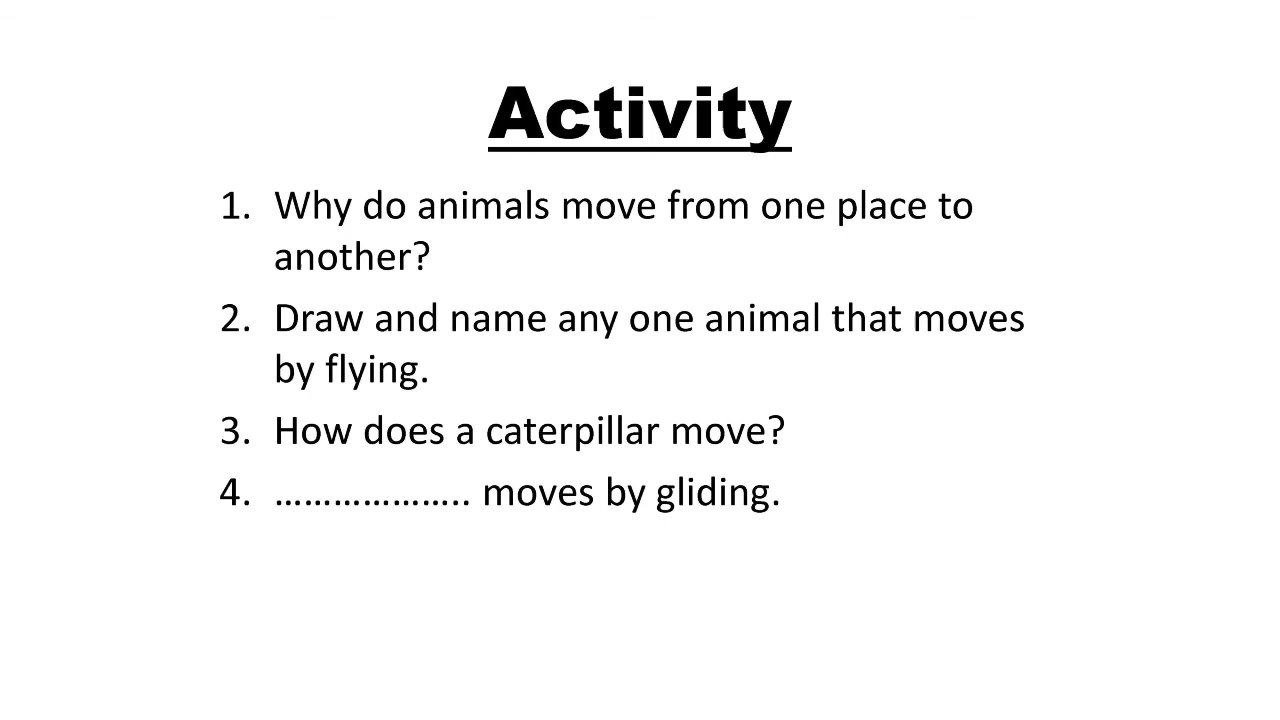 Activity
1. Why do animals move from one place to
another?
2. Draw and name any one animal that moves
by flying.
3. How does a caterpillar move?
4. ……………….. moves by gliding.